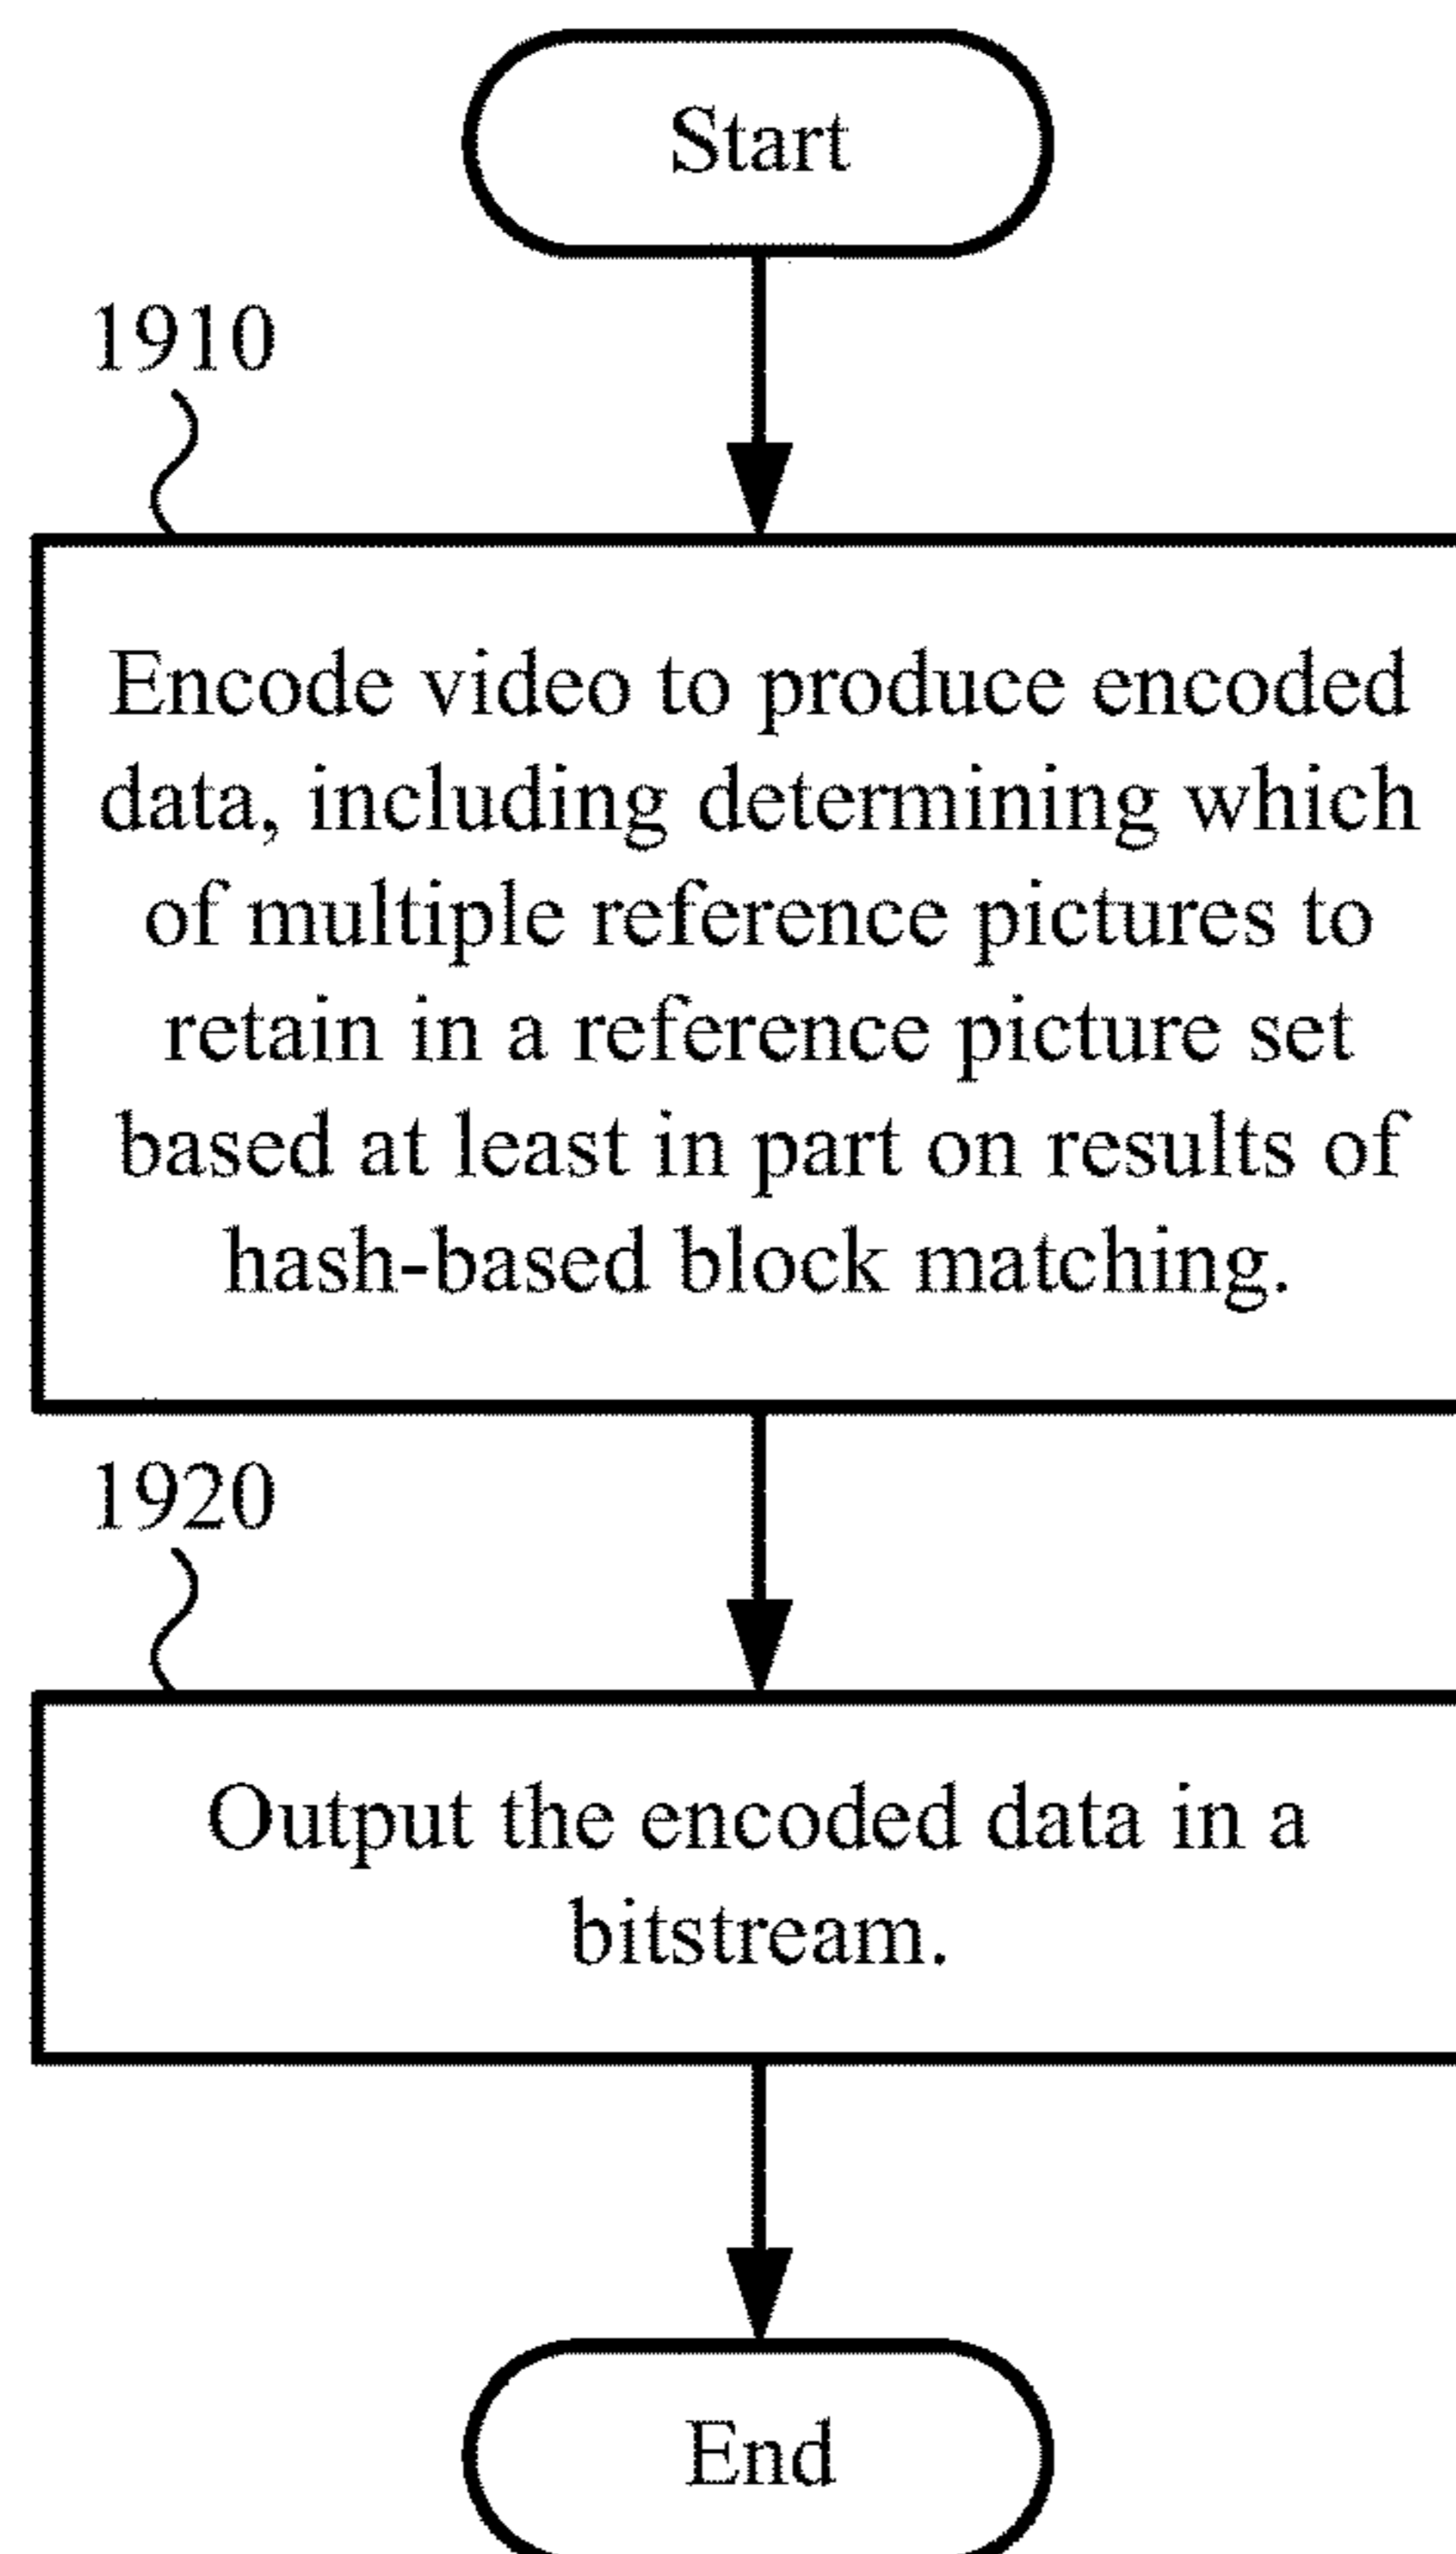 Start
1910
Encode video to produce encoded
data, including determining which
of multiple reference pictures to
retain in a reference picture set
based at least in part on results of
hash-based block matching.
1920
Output the encoded data in a
bitstream.
End